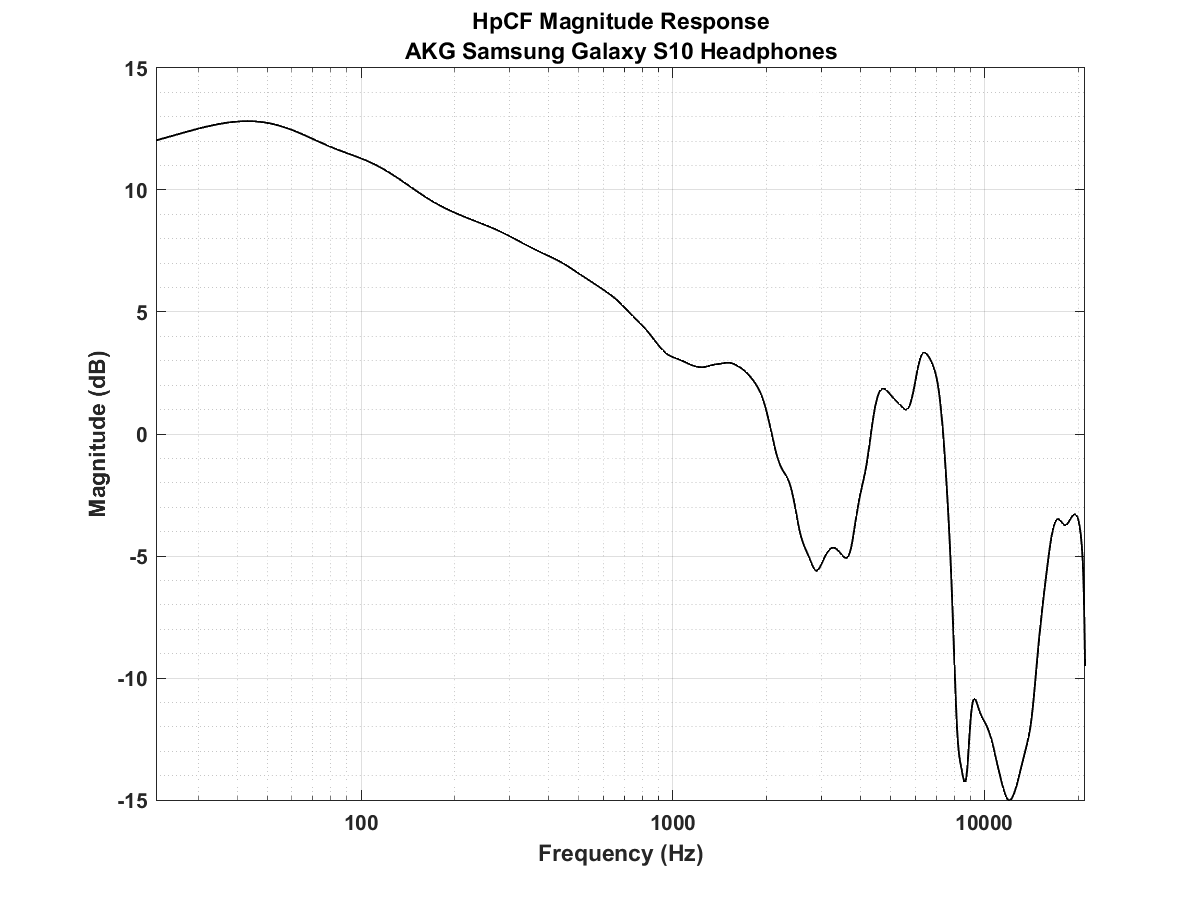 HpCF Magnitude Response
AKG Samsung Galaxy S10 Headphones
15
10
5
0
-5
-10
-15
Magnitude (dB)
100
1000
10000
Frequency (Hz)